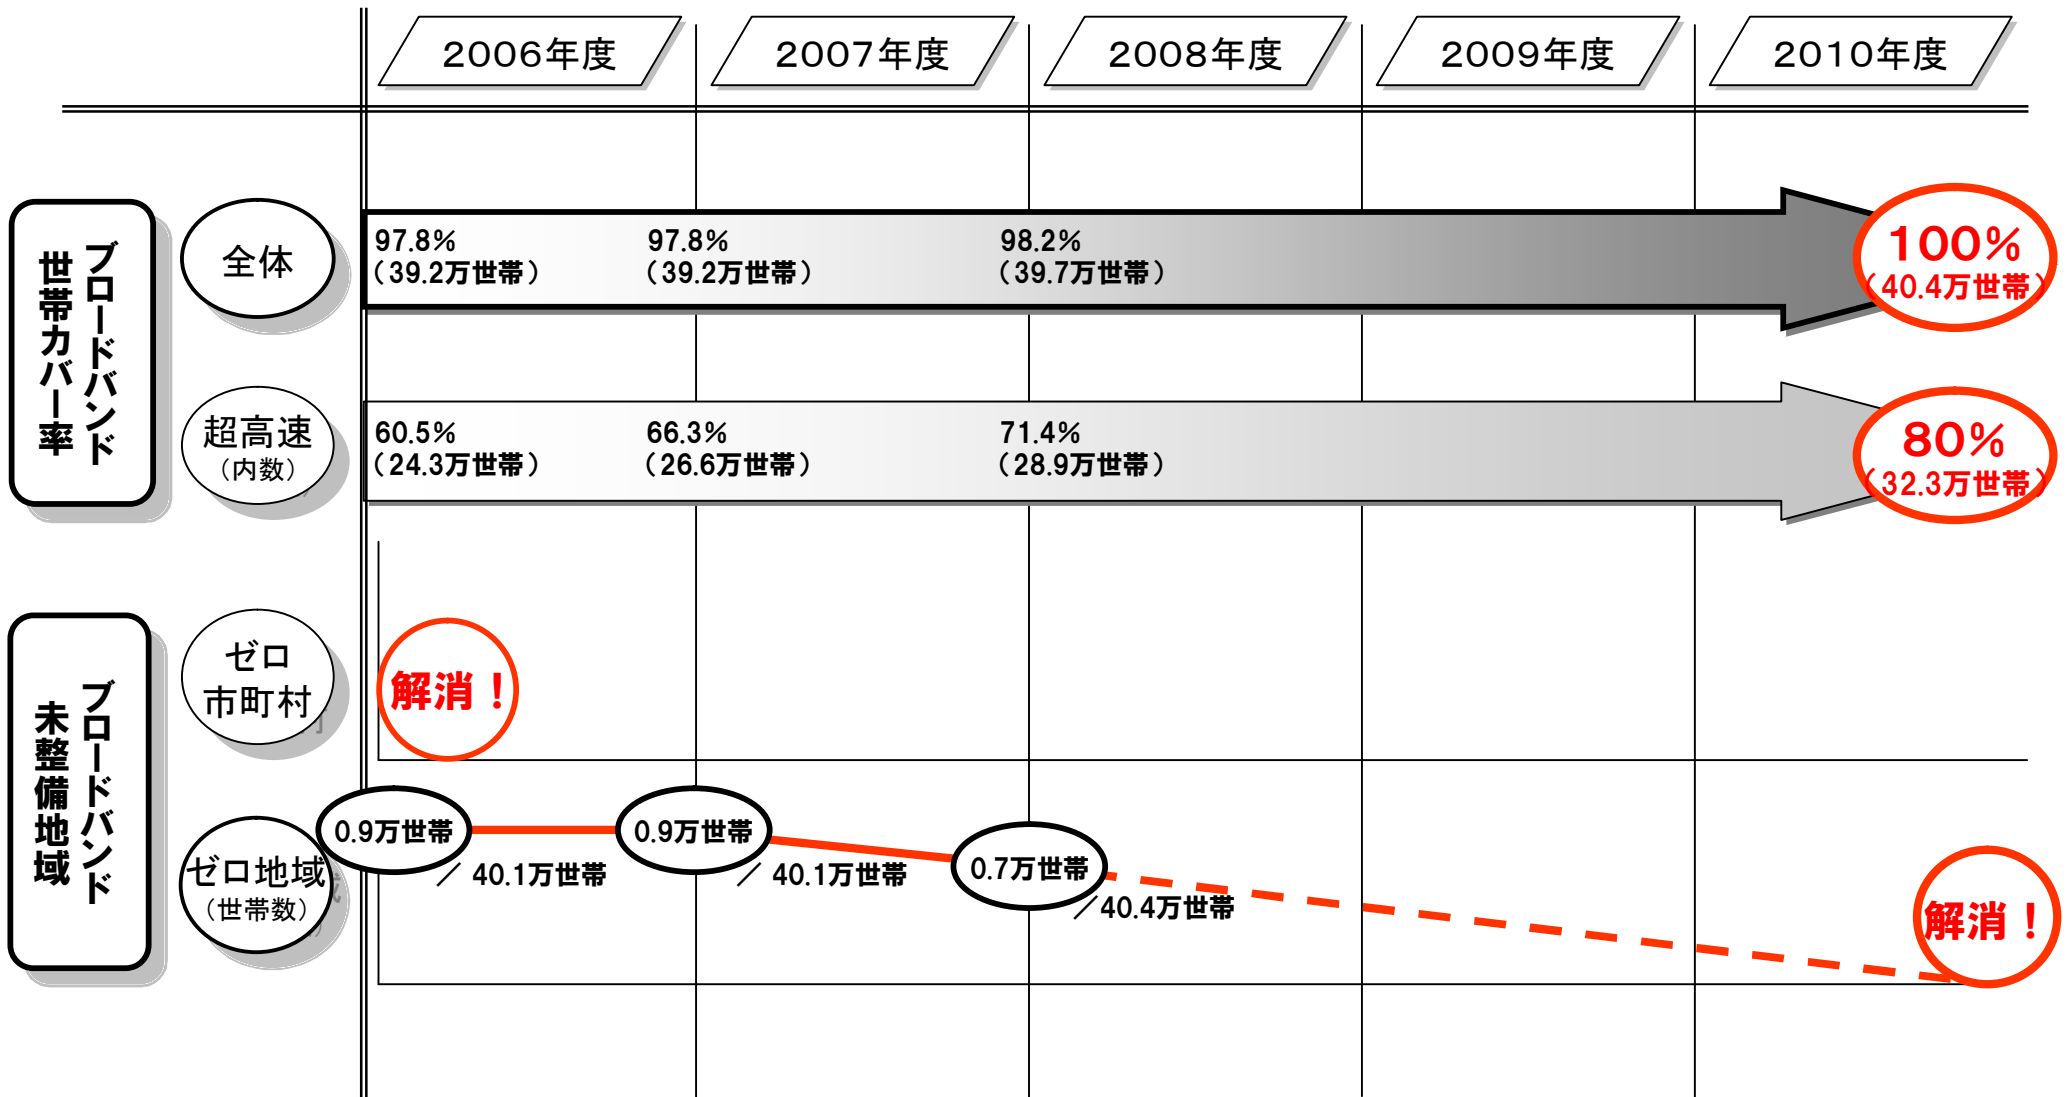 2006年度
2007年度
2008年度
2009年度
2010年度
ブロードバンド
世帯カバー率
全体
97.8%
（39.2万世帯）
97.8%
（39.2万世帯）
98.2%
（39.7万世帯）
100%
（40.4万世帯）
超高速
（内数）
60.5%
（24.3万世帯）
66.3%
（26.6万世帯）
71.4%
（28.9万世帯）
80%
（32.3万世帯）
ブロードバンド
未整備地域
ゼロ
市町村
解消！
ゼロ地域
（世帯数）
0.9万世帯
／ 40.1万世帯
0.9万世帯
／ 40.1万世帯
0.7万世帯
／40.4万世帯
解消！